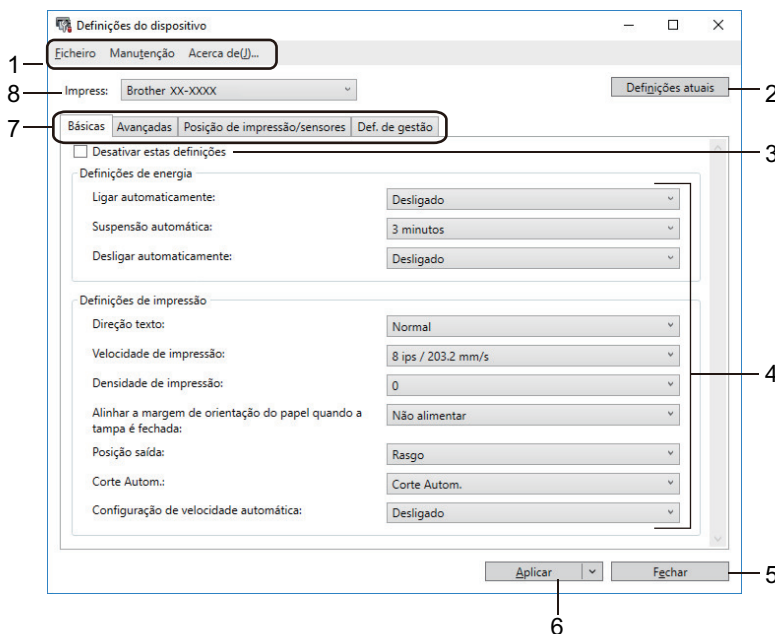 Definições do dispositivo
Ficheiro Manutenção Acerca de(J)...
1
8 Impress: Brother XX-XXXX Definições atuais 2
7 Básicas Avançadas Posição de impressão/sensores Def. de gestão
Desativar estas definições 3
Definições de energia
Ligar automaticamente: Desligado
Suspensão automática: 3 minutos
Desligar automaticamente: Desligado
Definições de impressão
Direção texto: Normal
Velocidade de impressão: 8 ips / 203.2 mm/s
4
Densidade de impressão: 0
Alinhar a margem de orientação do papel quando a Não alimentar
tampa é fechada:
Posição saída: Rasgo
Corte Autom.: Corte Autom.
Configuração de velocidade automática: Desligado
Aplicar Fechar 5
6